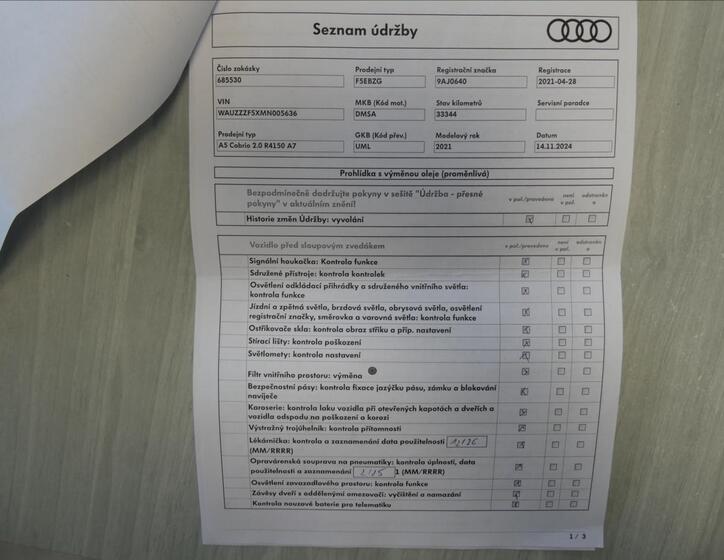 Seznam údržby
Číslo zakázky Prodejní typ Registrační značka Registrace
685530 F5EBZG 9AJ0640 2021-04-28
VIN MKB (Kód mot.) Stav kilometrů Servisní poradce
WAUZZZF5XMN005636 DMSA 33344
Prodejní typ GKB (Kód přev.) Modelový rok Datum
A5 Cabrio 2.0 R4150 A7 UML 2021 14.11.2024
Prohlídka s výměnou oleje (proměnlivá)
Bezpodmínečně dodržujte pokyny v sešitě "Údržba - přesné
pokyny" v aktuálním znění!
v poř./provedeno není v poř. odstraněno
Historie změn Údržby: vyvolání
Vozidlo před sloupovým zvedákem v poř./provedeno není v poř. odstraněno
Signální houkačka: Kontrola funkce
Sdružené přístroje: kontrola kontrolek
Osvětlení odkládací přihrádky a sdruženého vnitřního světla:
kontrola funkce
Jízdní a zpětná světla, brzdová světla, obrysová světla, osvětlení
registrační značky, směrovka a varovná světla: kontrola funkce
Ostřikovače skla: kontrola obraz střiku a příp. nastavení
Stírací lišty: kontrola poškození
Světlomety: kontrola nastavení
Filtr vnitřního prostoru: výměna
Bezpečnostní pásy: kontrola fixace jazýčku pásu, zámku a blokování
navíječe
Karoserie: kontrola laku vozidla při otevřených kapotách a dveřích a
vozidla odspodu na poškození a korozi
Výstražný trojúhelník: kontrola přítomnosti
Lékárnička: kontrola a zaznamenání data použitelnosti
(MM/RRRR)
Opravárenská souprava na pneumatiky: kontrola úplnosti, data
použitelnosti a zaznamenání 1 (MM/RRRR)
Osvětlení zavazadlového prostoru: kontrola funkce
Závěsy dveří s oddělenými omezovači: vyčištění a namazání
Kontrola nouzové baterie pro telematiku
1 / 3